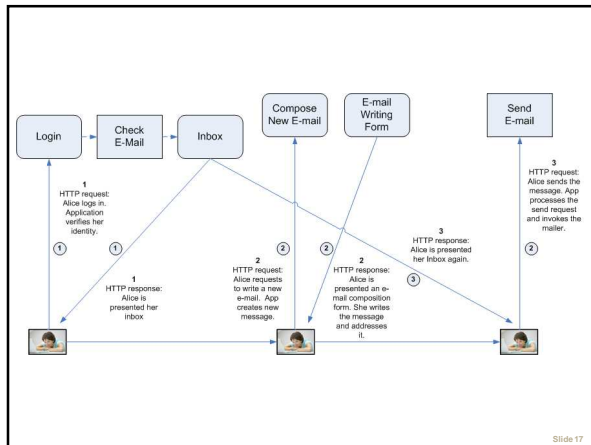 Login
Check
E-Mail
Inbox
Compose
New E-mail
E-mail
Writing
Form
Send
E-Mail
1
HTTP request:
Alice logs in.
Application
verifies her
identity.
1
1
1
HTTP response:
Alice is
presented her
inbox
2
HTTP request:
Alice requests
to write a new
e-mail. App
creates new
message.
2
2
2
HTTP response:
Alice is
presented an e-
mail composition
form. She writes
the message
and addresses
it.
3
HTTP response:
Alice is presented
her Inbox again.
3
3
HTTP request:
Alice sends the
message. App
processes the
send request
and invokes the
mailer.
2
Slide 17